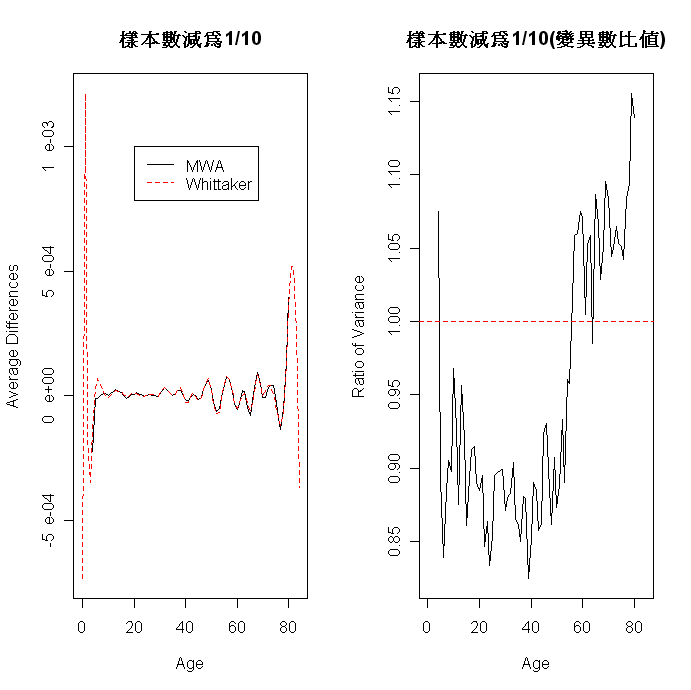 樣本數減爲1/10
1 e-03
5 e-04
0 e+00
-5 e-04
Average Differences
MWA
Whittaker
0 20 40 60 80
Age
樣本數減爲1/10(變異數比值)
1.15
1.10
1.05
1.00
0.95
0.90
0.85
Ratio of Variance
0 20 40 60 80
Age